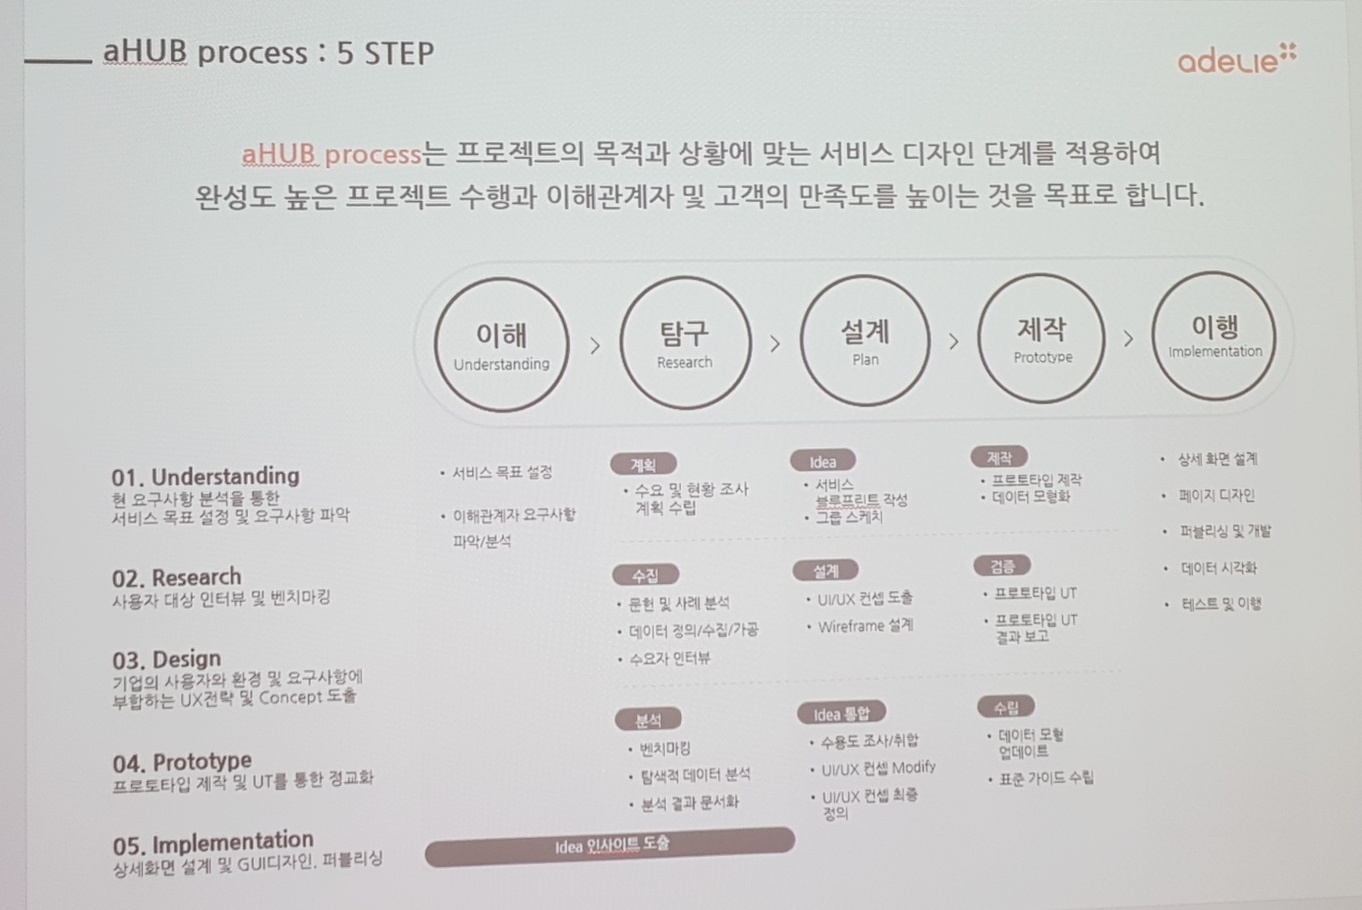 aHUB process : 5 STEP
adelie
aHUB process는 프로젝트의 목적과 상황에 맞는 서비스 디자인 단계를 적용하여
완성도 높은 프로젝트 수행과 이해관계자 및 고객의 만족도를 높이는 것을 목표로 합니다.
이해
Understanding
>
탐구
Research
>
설계
Plan
>
제작
Prototype
>
이행
Implementation
01. Understanding
현 요구사항 분석을 통한
서비스 목표 설정 및 요구사항 파악
02. Research
사용자 대상 인터뷰 및 벤치마킹
03. Design
기업의 사용자와 환경 및 요구사항에
부합하는 UX전략 및 Concept 도출
04. Prototype
프로토타입 제작 및 UT를 통한 정교화
05. Implementation
상세화면 설계 및 GUI디자인, 퍼블리싱
• 서비스 목표 설정
• 이해관계자 요구사항
파악/분석
계획
• 수요 및 현황 조사
계획 수립
수집
• 문헌 및 사례 분석
• 데이터 정의/수집/가공
• 수요자 인터뷰
분석
• 벤치마킹
• 탐색적 데이터 분석
• 분석 결과 문서화
Idea
• 서비스
블루프린트 작성
• 그룹 스케치
설계
• UI/UX 컨셉 도출
• Wireframe 설계
Idea 통합
• 수용도 조사/취합
• UI/UX 컨셉 Modify
• UI/UX 컨셉 최종
정의
제작
• 프로토타입 제작
• 데이터 모형화
검증
• 프로토타입 UT
• 프로토타입 UT
결과 보고
수립
• 데이터 모형
업데이트
• 표준 가이드 수립
• 상세 화면 설계
• 페이지 디자인
• 퍼블리싱 및 개발
• 데이터 시각화
• 테스트 및 이행
Idea 인사이트 도출